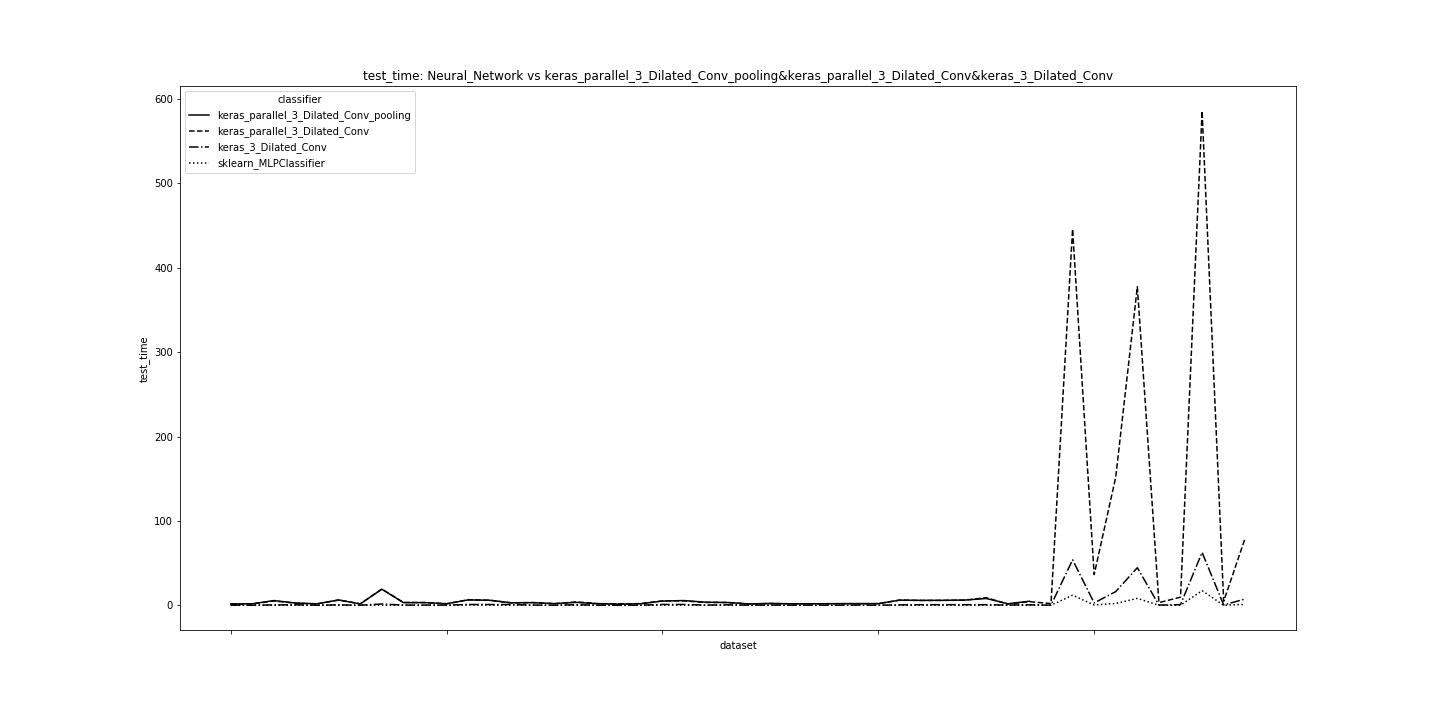 test_time: Neural_Network vs keras_parallel_3_Dilated_Conv_pooling&keras_parallel_3_Dilated_Conv&keras_3_Dilated_Conv
classifier
keras_parallel_3_Dilated_Conv_pooling
keras_parallel_3_Dilated_Conv
keras_3_Dilated_Conv
sklearn_MLPClassifier
600
500
400
300
200
100
0
test_time
dataset